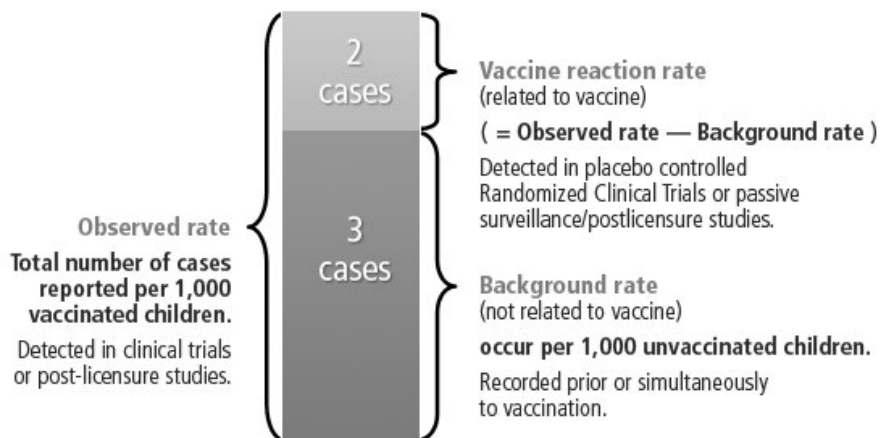 2
cases
Vaccine reaction rate
(related to vaccine)
( = Observed rate — Background rate )
Detected in placebo controlled
Randomized Clinical Trials or passive
surveillance/postlicensure studies.
Observed rate
Total number of cases
reported per 1,000
vaccinated children.
Detected in clinical trials
or post-licensure studies.
3
cases
Background rate
(not related to vaccine)
occur per 1,000 unvaccinated children.
Recorded prior or simultaneously
to vaccination.